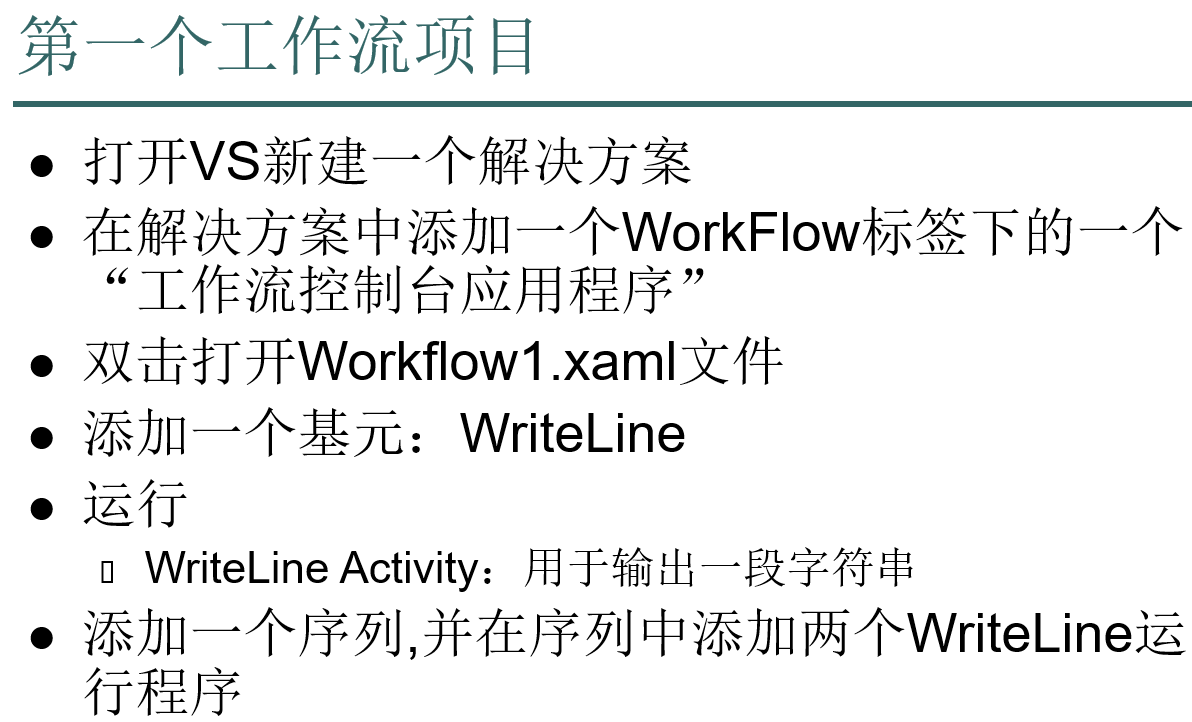 第一个工作流项目
● 打开VS新建一个解决方案
● 在解决方案中添加一个WorkFlow标签下的一个
“工作流控制台应用程序”
● 双击打开Workflow1.xaml文件
● 添加一个基元：WriteLine
● 运行
▯ WriteLine Activity：用于输出一段字符串
● 添加一个序列,并在序列中添加两个WriteLine运
行程序